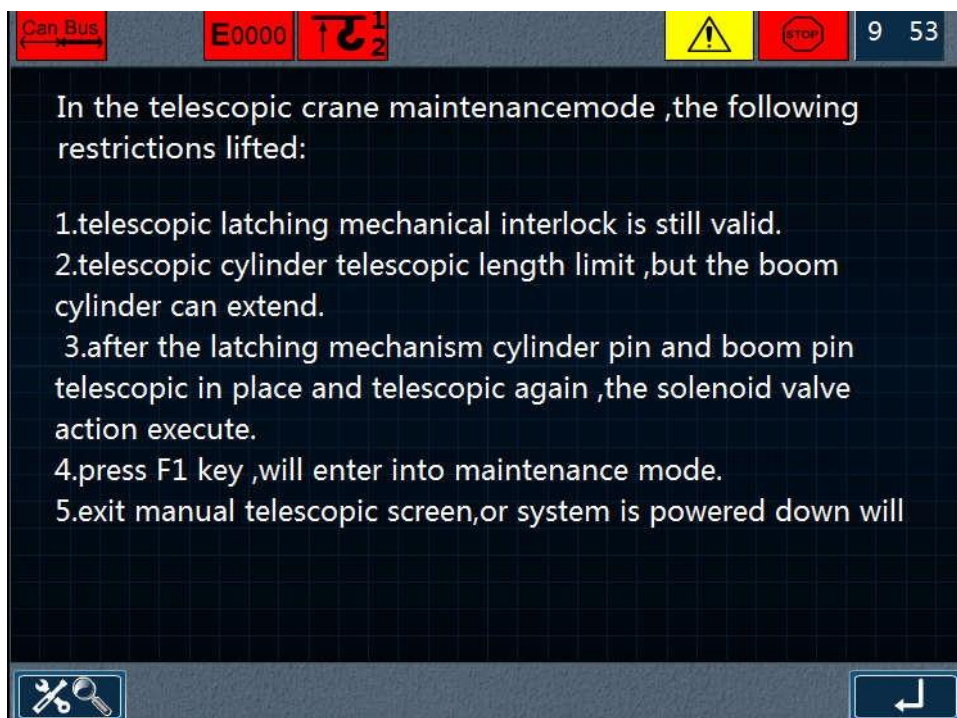 Can Bus
E0000
1
2
STOP
9 53
In the telescopic crane maintenancemode ,the following
restrictions lifted:
1.telescopic latching mechanical interlock is still valid.
2.telescopic cylinder telescopic length limit ,but the boom
cylinder can extend.
3.after the latching mechanism cylinder pin and boom pin
telescopic in place and telescopic again ,the solenoid valve
action execute.
4.press F1 key ,will enter into maintenance mode.
5.exit manual telescopic screen,or system is powered down will